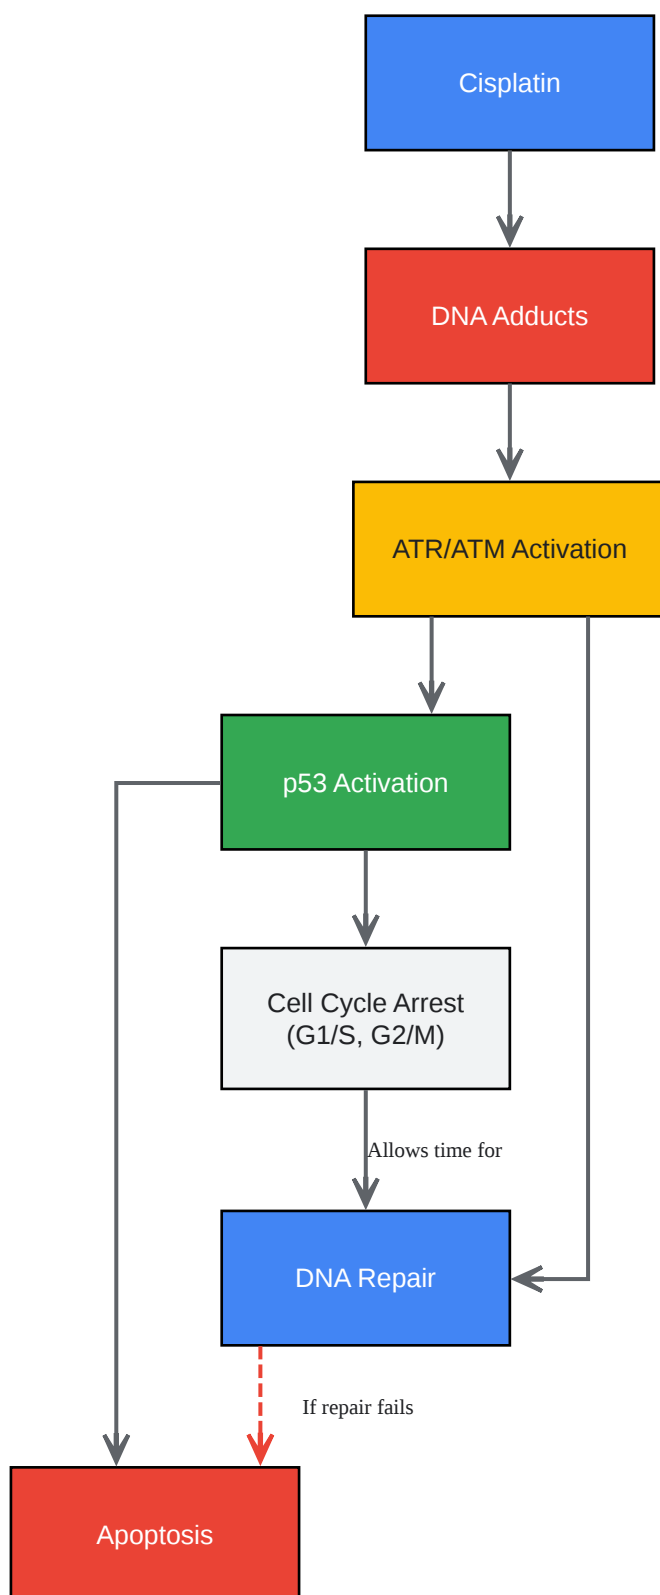 Cisplatin
DNA Adducts
ATR/ATM Activation
p53 Activation
Cell Cycle Arrest
(G1/S, G2/M)
Allows time for
DNA Repair
If repair fails
Apoptosis